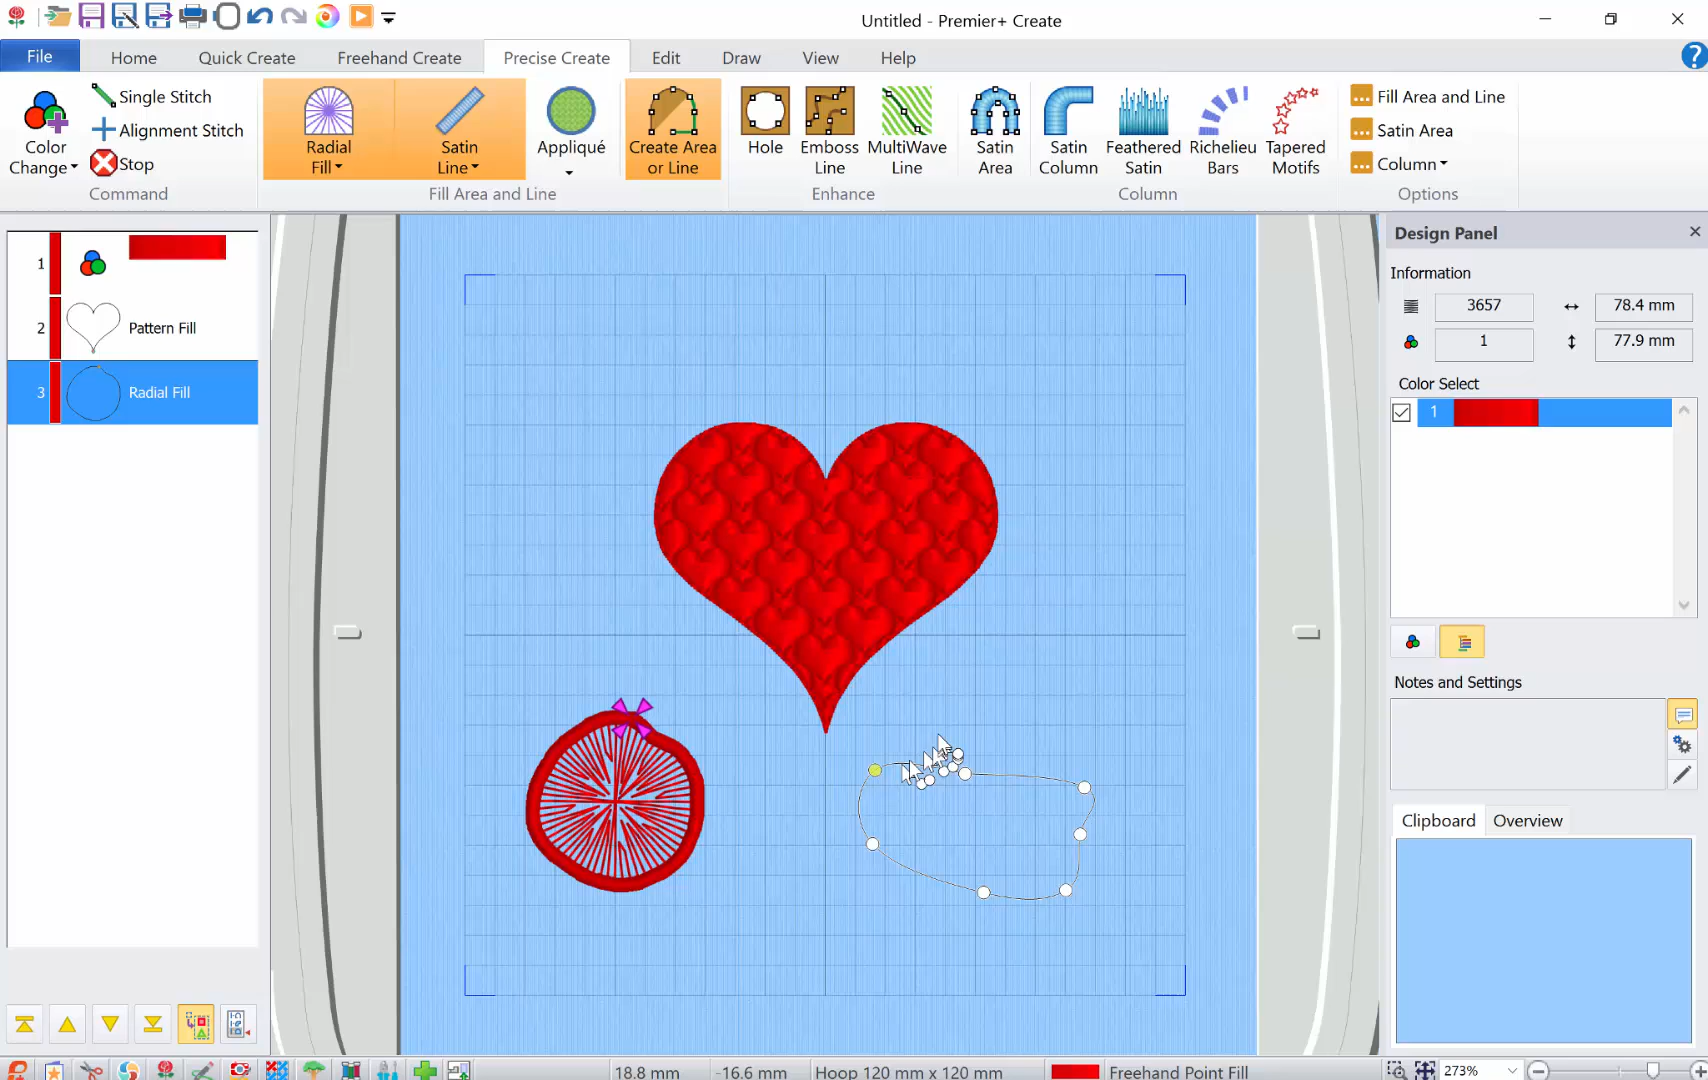 Untitled - Premier+ Create
File Home Quick Create Freehand Create Precise Create Edit Draw View Help
Color Change
Single Stitch
Alignment Stitch
Stop
Command
Radial Fill
Satin Line
Appliqué
Create Area or Line
Fill Area and Line
Hole
Emboss Line
MultiWave Line
Enhance
Satin Area
Satin Column
Feathered Satin
Richelieu Bars
Tapered Motifs
Column
Fill Area and Line
Satin Area
Column
Options
1
2 Pattern Fill
3 Radial Fill
Design Panel
Information
3657 78.4 mm
1 77.9 mm
Color Select
1
Notes and Settings
Clipboard Overview
18.8 mm -16.6 mm Hoop 120 mm x 120 mm Freehand Point Fill 273%